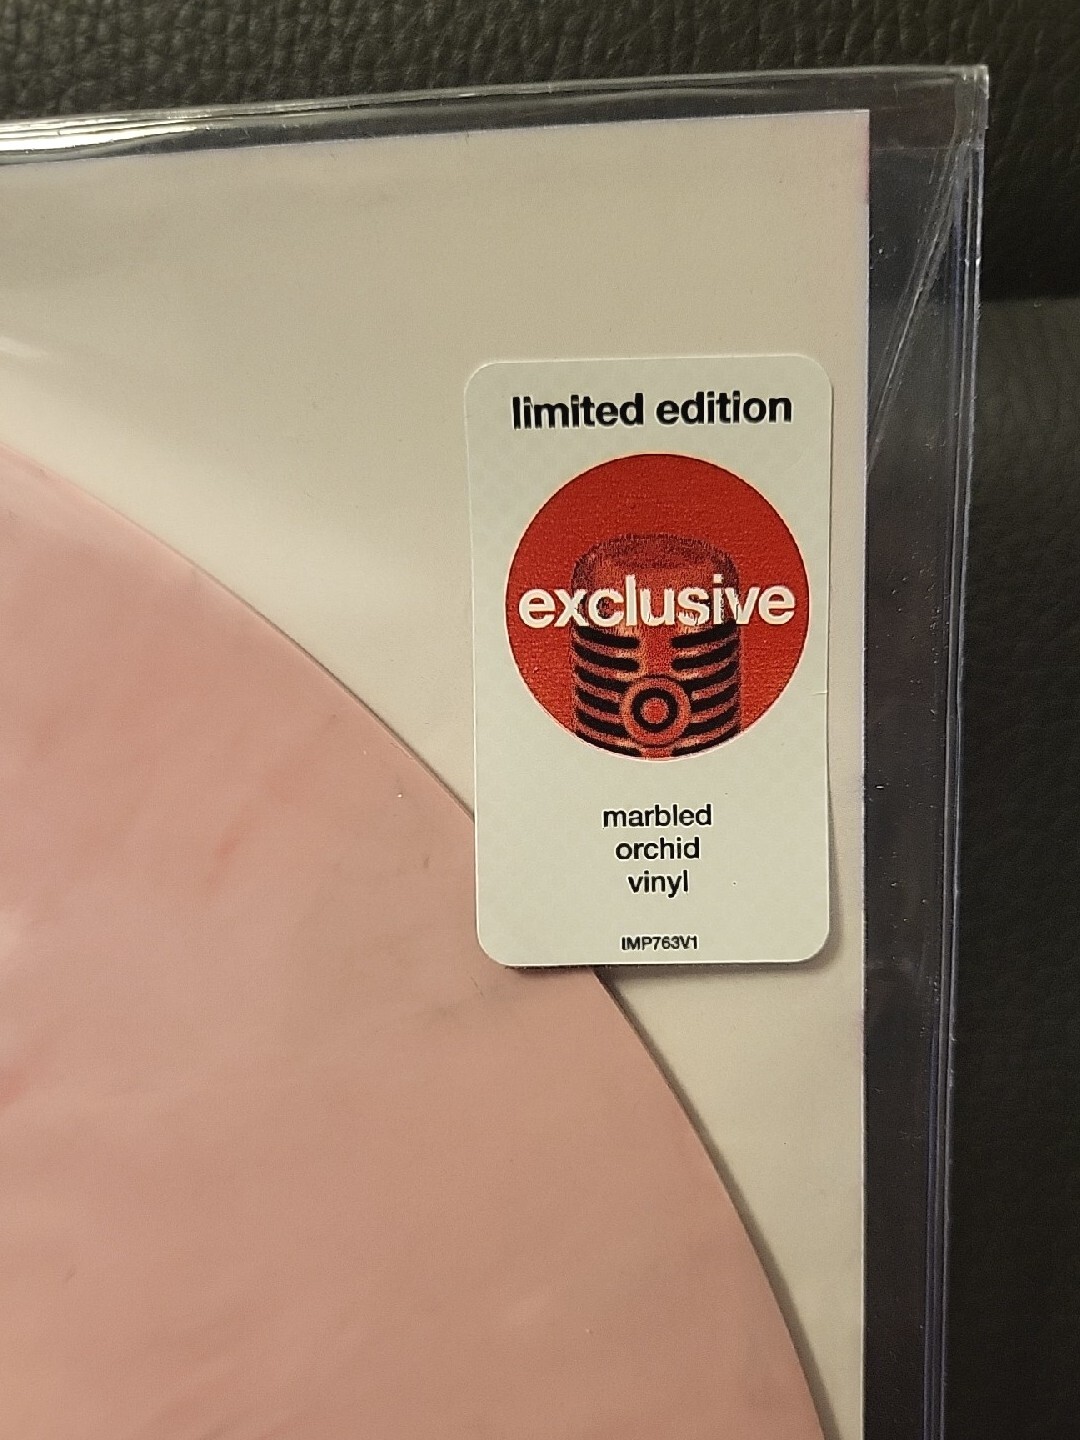 limited edition
exclusive
marbled
orchid
vinyl
IMP763V1